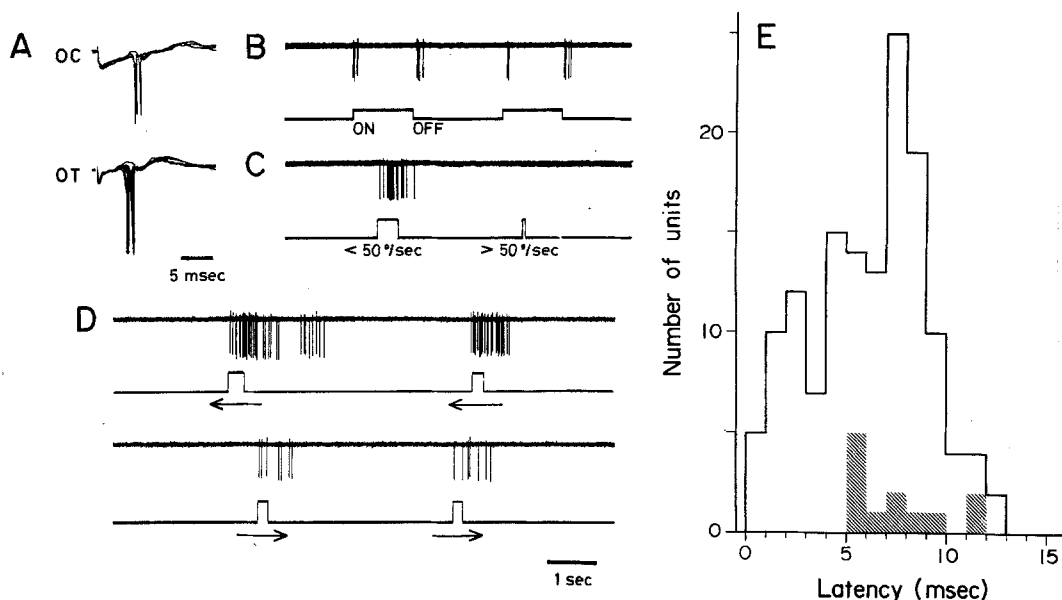 A
OC
OT
5 msec
B
ON OFF
C
< 50°/sec > 50°/sec
D
1 sec
E
Number of units
20
10
0
0 5 10 15
Latency (msec)